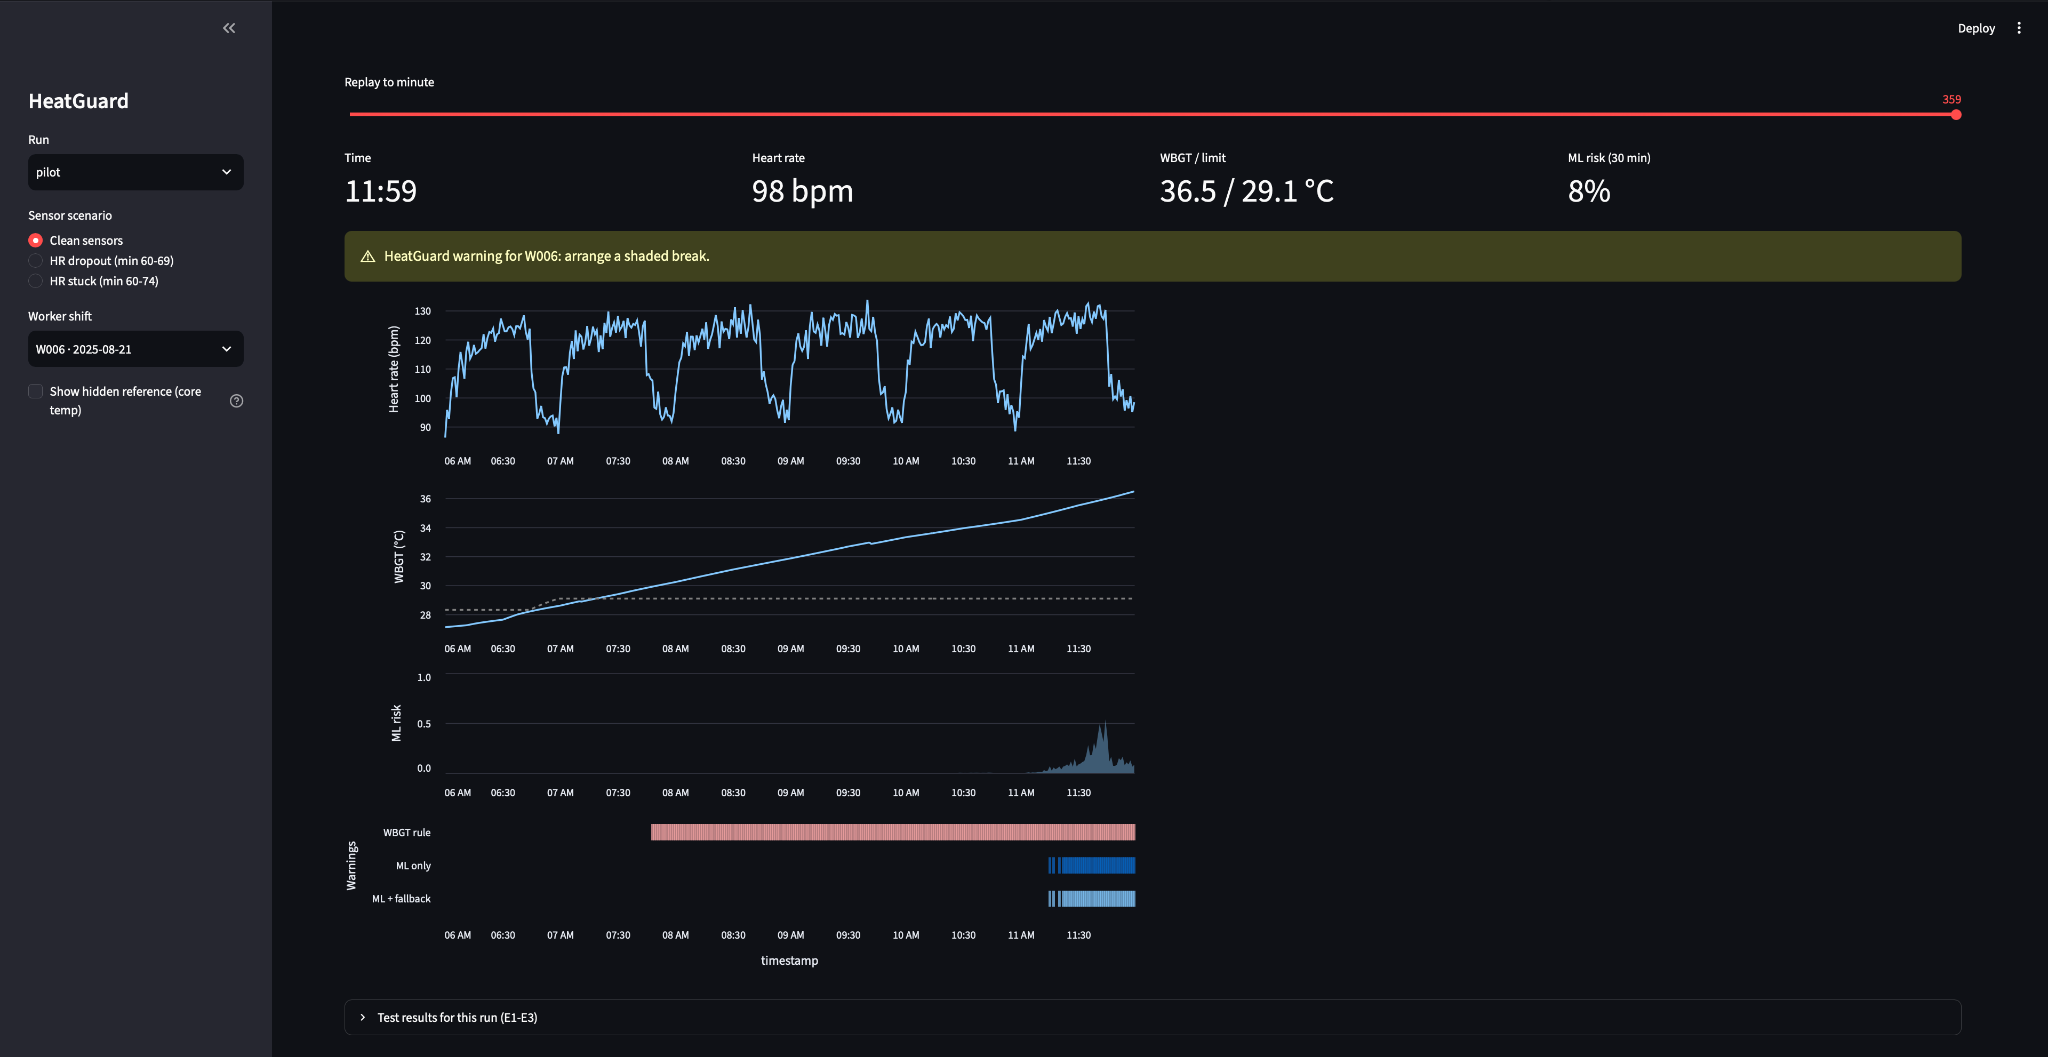 Deploy
HeatGuard
Run
pilot
Sensor scenario
Clean sensors
HR dropout (min 60-69)
HR stuck (min 60-74)
Worker shift
W006 · 2025-08-21
Show hidden reference (core
temp)
Replay to minute
359
Time
11:59
Heart rate
98 bpm
WBGT / limit
36.5 / 29.1 °C
ML risk (30 min)
8%
HeatGuard warning for W006: arrange a shaded break.
Heart rate (bpm)
130
120
110
100
90
06 AM 06:30 07 AM 07:30 08 AM 08:30 09 AM 09:30 10 AM 10:30 11 AM 11:30
WBGT (°C)
36
34
32
30
28
06 AM 06:30 07 AM 07:30 08 AM 08:30 09 AM 09:30 10 AM 10:30 11 AM 11:30
ML risk
1.0
0.5
0.0
06 AM 06:30 07 AM 07:30 08 AM 08:30 09 AM 09:30 10 AM 10:30 11 AM 11:30
Warnings
WBGT rule
ML only
ML + fallback
06 AM 06:30 07 AM 07:30 08 AM 08:30 09 AM 09:30 10 AM 10:30 11 AM 11:30
timestamp
Test results for this run (E1-E3)